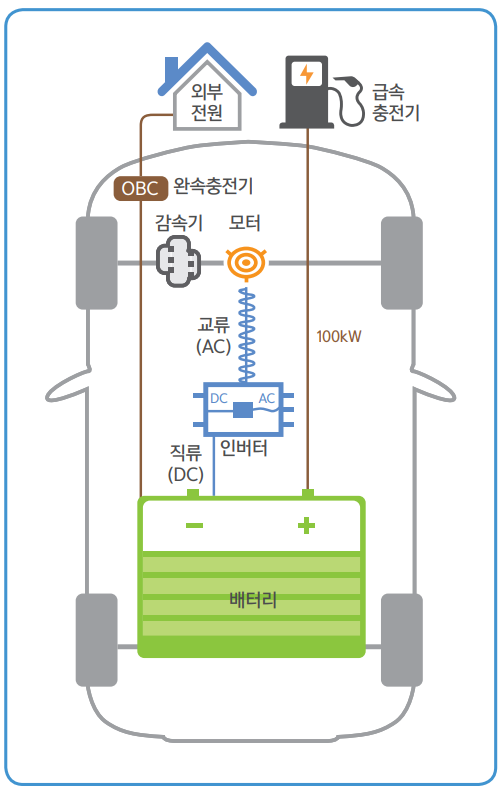 외부
전원
급속
충전기
OBC 완속충전기
감속기 모터
교류
(AC)
100kW
DC AC
인버터
직류
(DC)
배터리